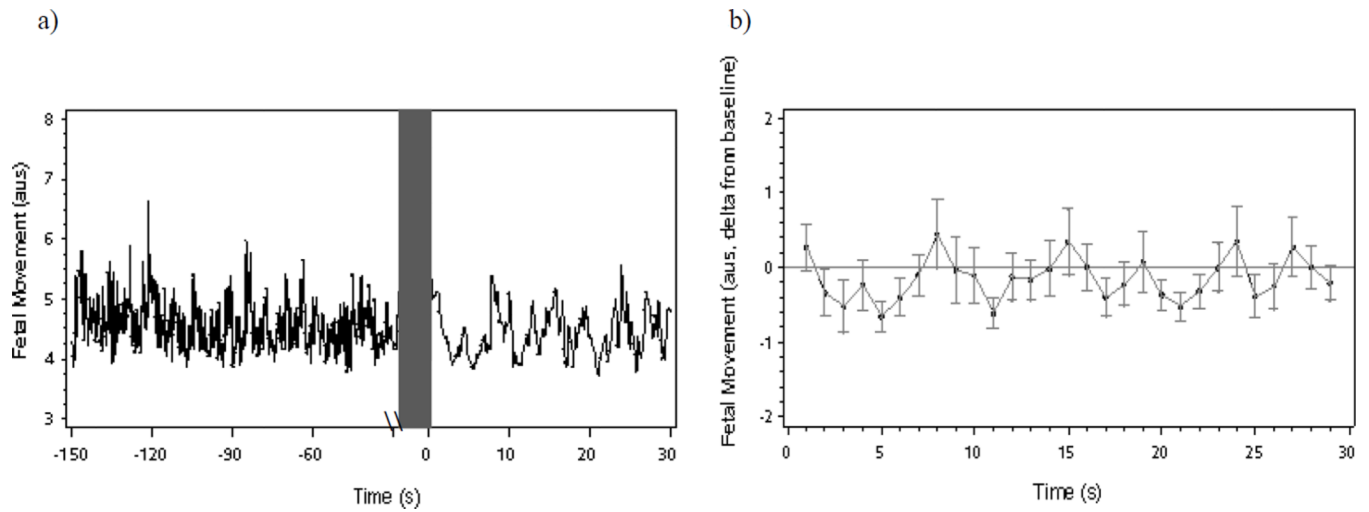 a)
Fetal Movement (aus)
8
7
6
5
4
3
-150 -120 -90 -60 0 10 20 30
Time (s)
b)
Fetal Movement (aus, delta from baseline)
2
1
0
-1
-2
0 5 10 15 20 25 30
Time (s)